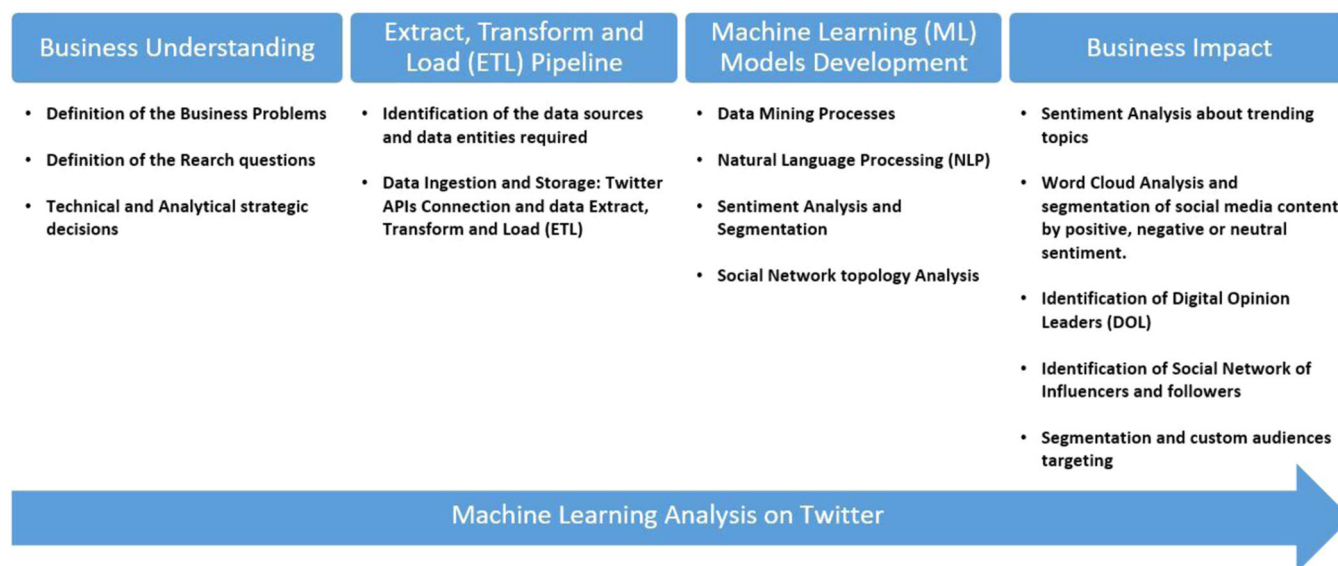 Business Understanding
• Definition of the Business Problems
• Definition of the Rearch questions
• Technical and Analytical strategic
decisions
Extract, Transform and
Load (ETL) Pipeline
• Identification of the data sources
and data entities required
• Data Ingestion and Storage: Twitter
APIs Connection and data Extract,
Transform and Load (ETL)
Machine Learning (ML)
Models Development
• Data Mining Processes
• Natural Language Processing (NLP)
• Sentiment Analysis and
Segmentation
• Social Network topology Analysis
Business Impact
• Sentiment Analysis about trending
topics
• Word Cloud Analysis and
segmentation of social media content
by positive, negative or neutral
sentiment.
• Identification of Digital Opinion
Leaders (DOL)
• Identification of Social Network of
Influencers and followers
• Segmentation and custom audiences
targeting
Machine Learning Analysis on Twitter